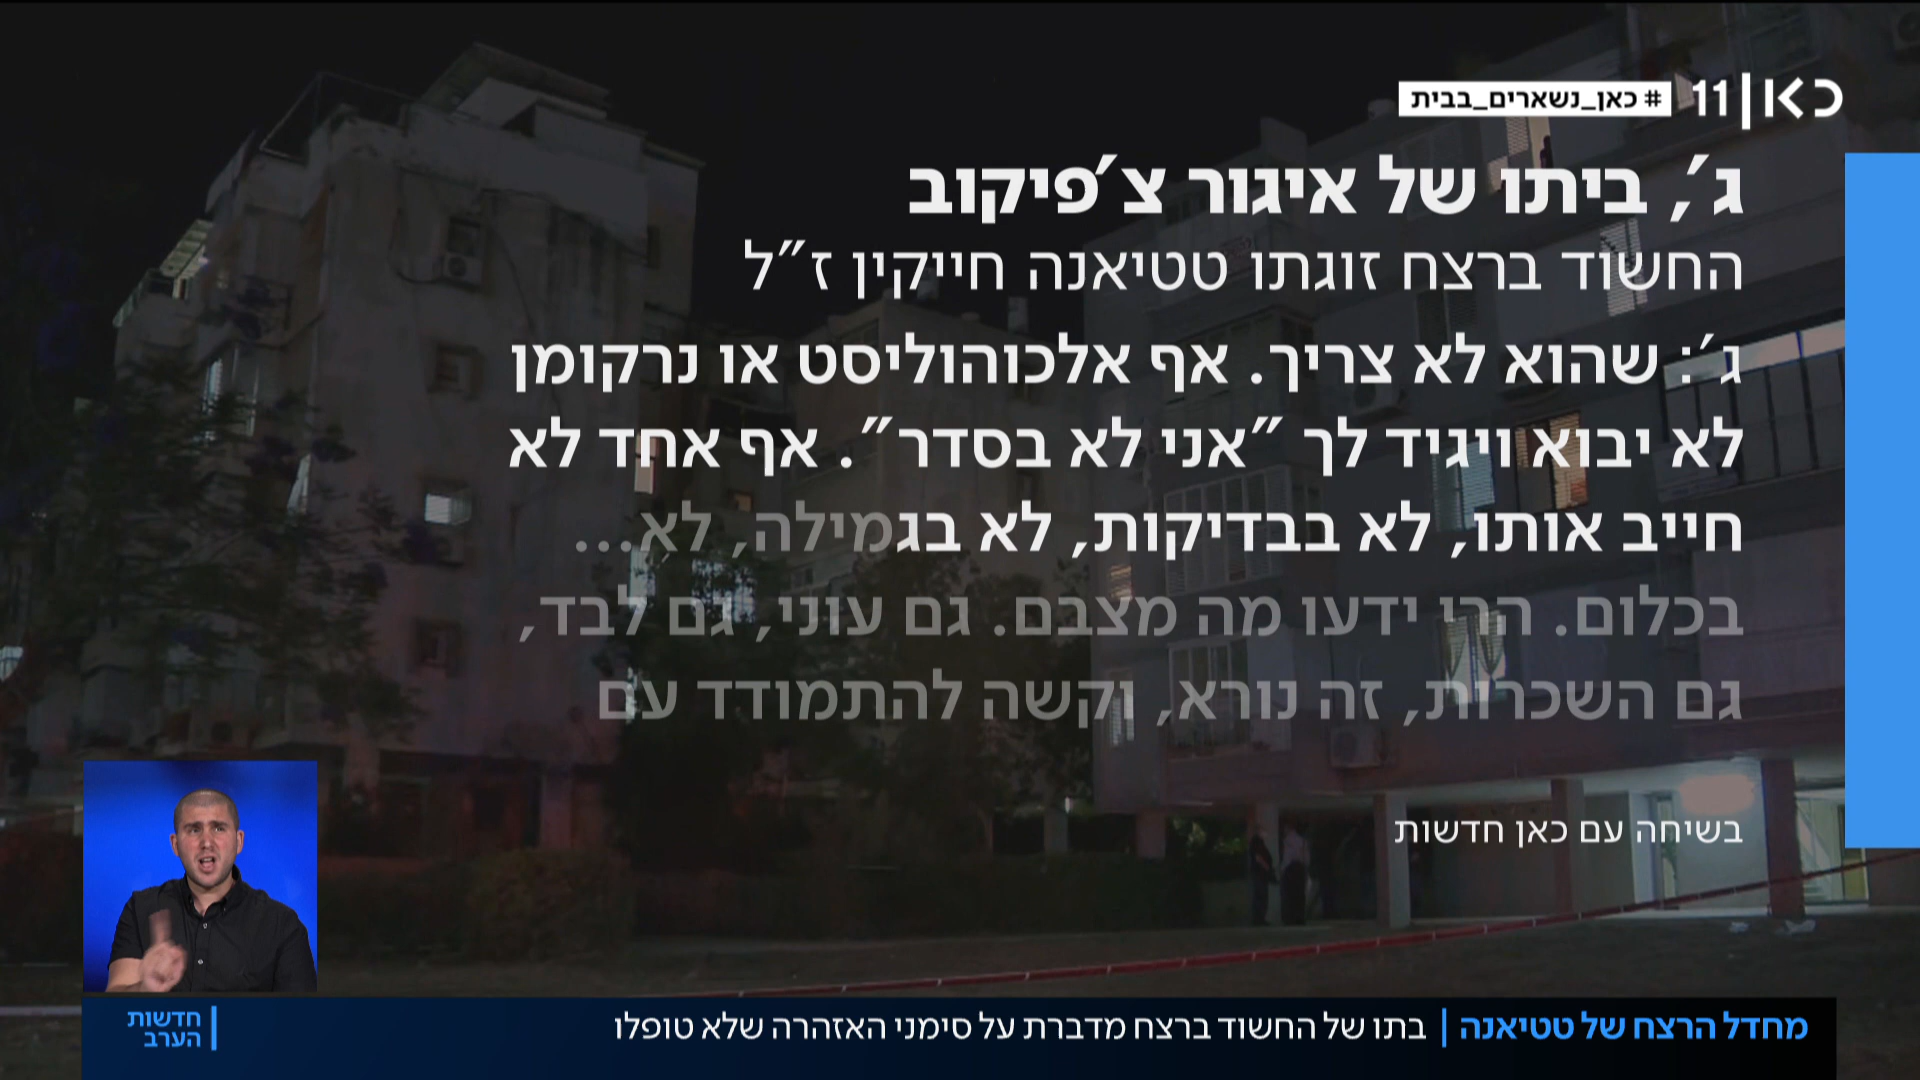 # כאן_נשארים_בבית
כאן 11
ג׳, ביתו של איגור צ׳פיקוב
החשוד ברצח זוגתו טטיאנה חייקין ז״ל
ג׳: שהוא לא צריך. אף אלכוהוליסט או נרקומן
לא יבוא ויגיד לך ״אני לא בסדר״. אף אחד לא
חייב אותו, לא בבדיקות, לא בגמילה, לא...
בכלום. הרי ידעו מה מצבם. גם עוני, גם לבד,
גם השכרות, זה נורא, וקשה להתמודד עם
בשיחה עם כאן חדשות
מחדל הרצח של טטיאנה | בתו של החשוד ברצח מדברת על סימני האזהרה שלא טופלו
חדשות
הערב